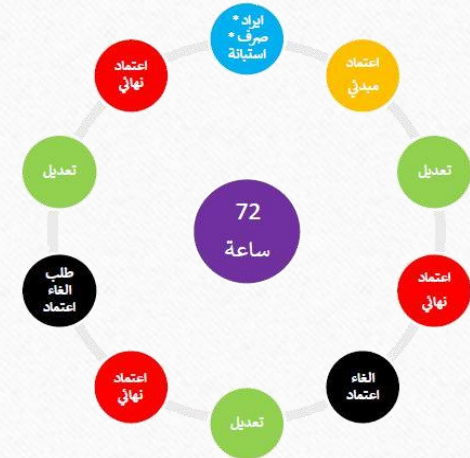 ايراد *
صرف *
استبانة
اعتماد
مبدئي
تعديل
اعتماد
نهائي
الغاء
اعتماد
تعديل
اعتماد
نهائي
طلب
الغاء
اعتماد
تعديل
اعتماد
نهائي
72
ساعة